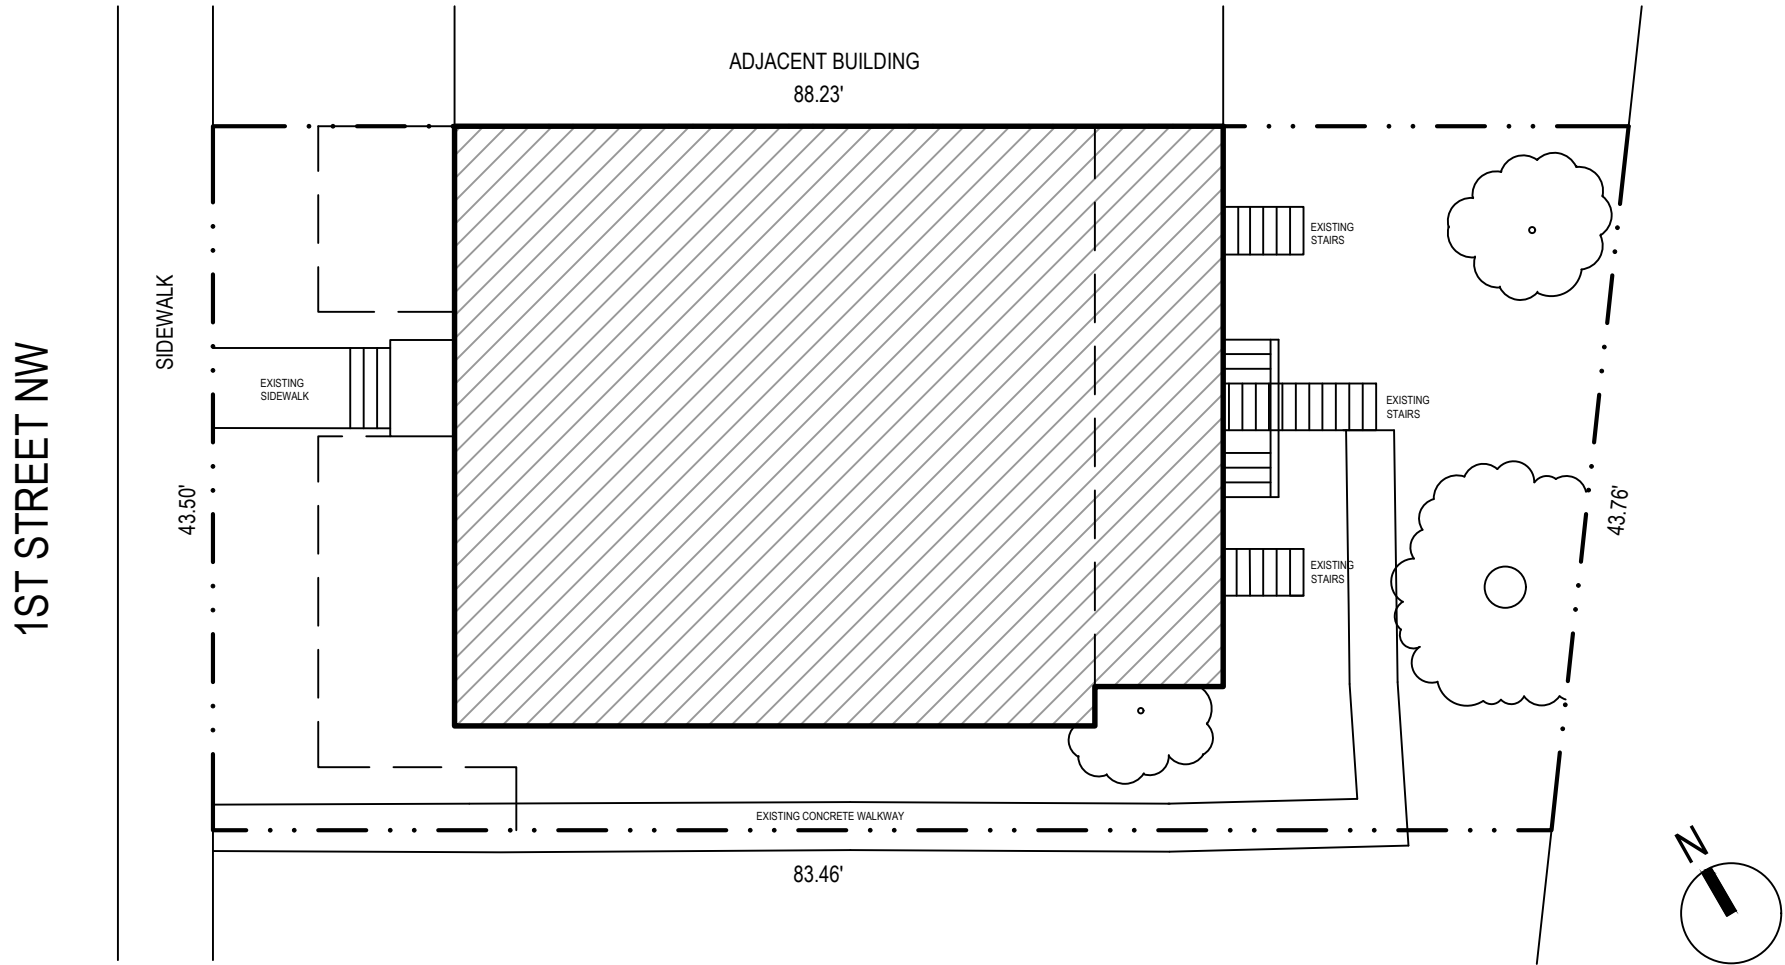 ADJACENT BUILDING
88.23'
EXISTING
STAIRS
SIDEWALK
1ST STREET NW
EXISTING
SIDEWALK
EXISTING
STAIRS
43.50'
43.76'
EXISTING
STAIRS
EXISTING CONCRETE WALKWAY
83.46'
N